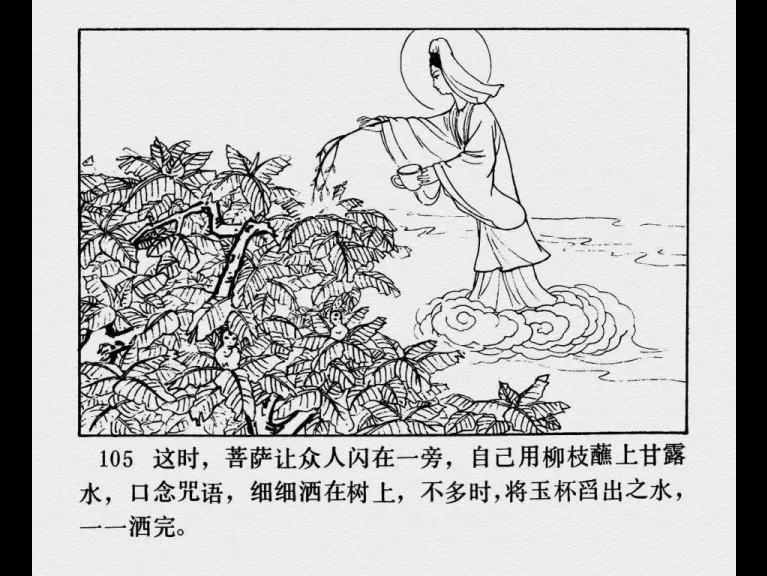 105 这时，菩萨让众人闪在一旁，自己用柳枝蘸上甘露
水，口念咒语，细细洒在树上，不多时，将玉杯舀出之水，
一一洒完。